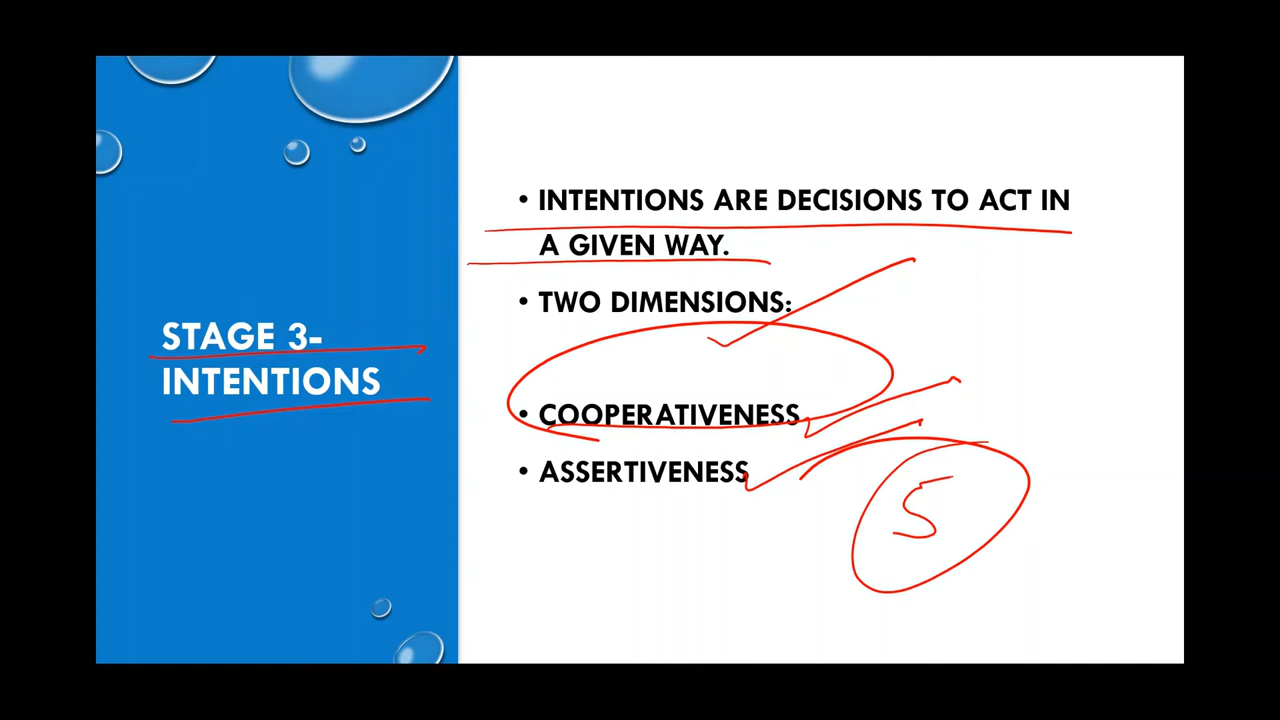 STAGE 3-
INTENTIONS
• INTENTIONS ARE DECISIONS TO ACT IN
A GIVEN WAY.
• TWO DIMENSIONS:
• COOPERATIVENESS
• ASSERTIVENESS
5